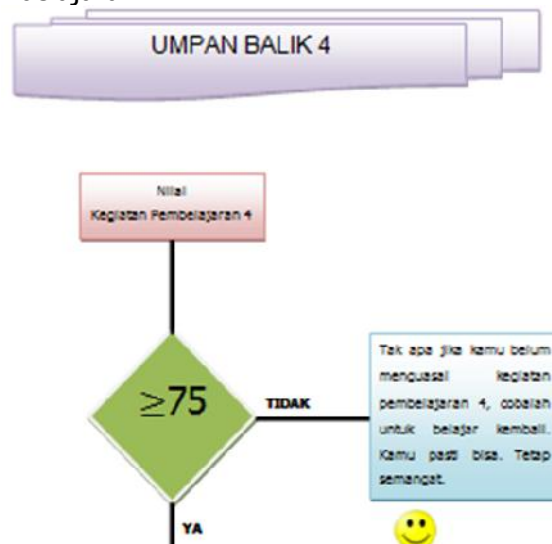 UMPAN BALIK 4
Nilai
Kegiatan Pembelajaran 4
≥75
TIDAK
Tak apa jika kamu belum
menguasai kegiatan
pembelajaran 4, cobalah
untuk belajar kembali.
Kamu pasti bisa. Tetap
semangat.
YA